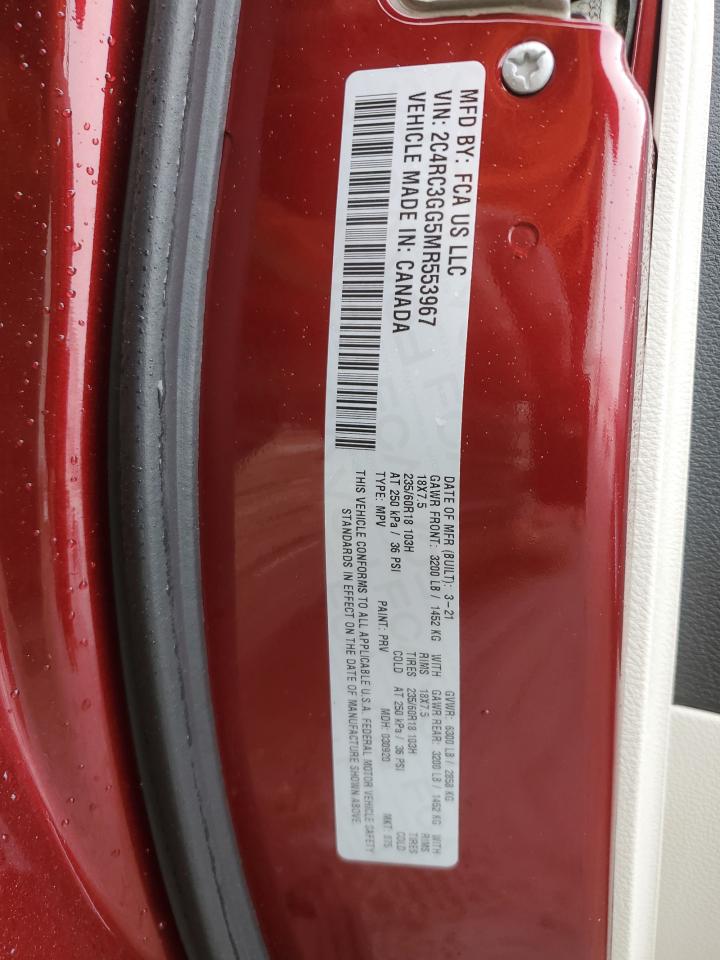 MFD BY: FCA US LLC
VIN: 2C4RC3GG5MR553967
VEHICLE MADE IN: CANADA
DATE OF MFR (BUILT): 3-21 GVWR: 6300 LB / 2858 KG
GAWR FRONT: 3200 LB / 1452 KG WITH GAWR REAR: 3200 LB / 1452 KG WITH
18X7.5 RIMS 18X7.5 RIMS
235/60R18 103H TIRES 235/60R18 103H TIRES
AT 250 kPa / 36 PSI COLD AT 250 kPa / 36 PSI COLD
TYPE: MPV PAINT: PRV MDH: 030920 MKT:
THIS VEHICLE CONFORMS TO ALL APPLICABLE U.S.A. FEDERAL MOTOR VEHICLE SAFETY
STANDARDS IN EFFECT ON THE DATE OF MANUFACTURE SHOWN ABOVE.